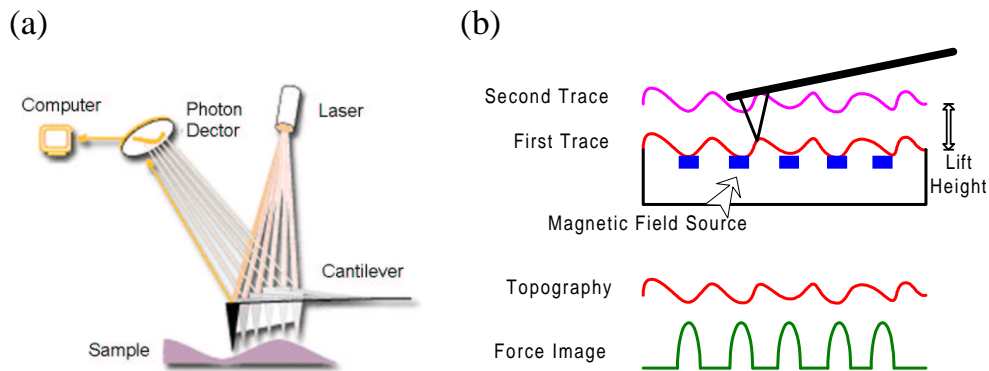 (a)
Computer
Photon
Dector
Laser
Cantilever
Sample
(b)
Second Trace
First Trace
Lift
Height
Magnetic Field Source
Topography
Force Image